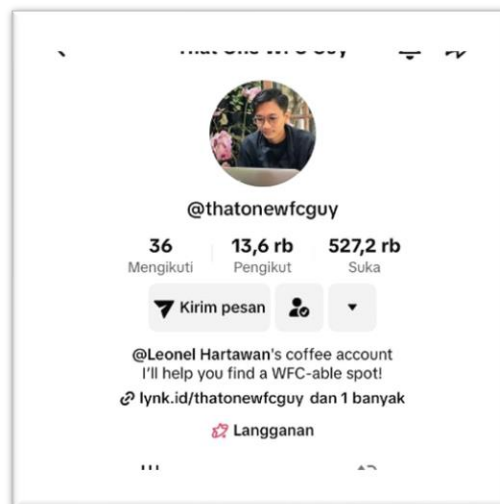 @thatonewfcguy
36 13,6 rb 527,2 rb
Mengikuti Pengikut Suka
Kirim pesan
@Leonel Hartawan's coffee account
I'll help you find a WFC-able spot!
lynk.id/thatonewfcguy dan 1 banyak
Langganan